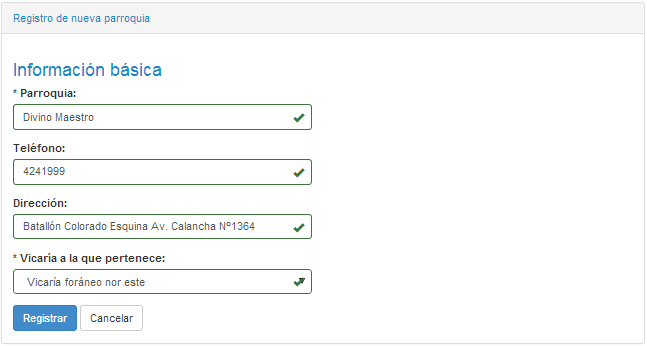 Registro de nueva parroquia
Información básica
* Parroquia:
Divino Maestro
Teléfono:
4241999
Dirección:
Batallón Colorado Esquina Av. Calancha Nº1364
* Vicaría a la que pertenece:
Vicaría foráneo nor este
Registrar Cancelar